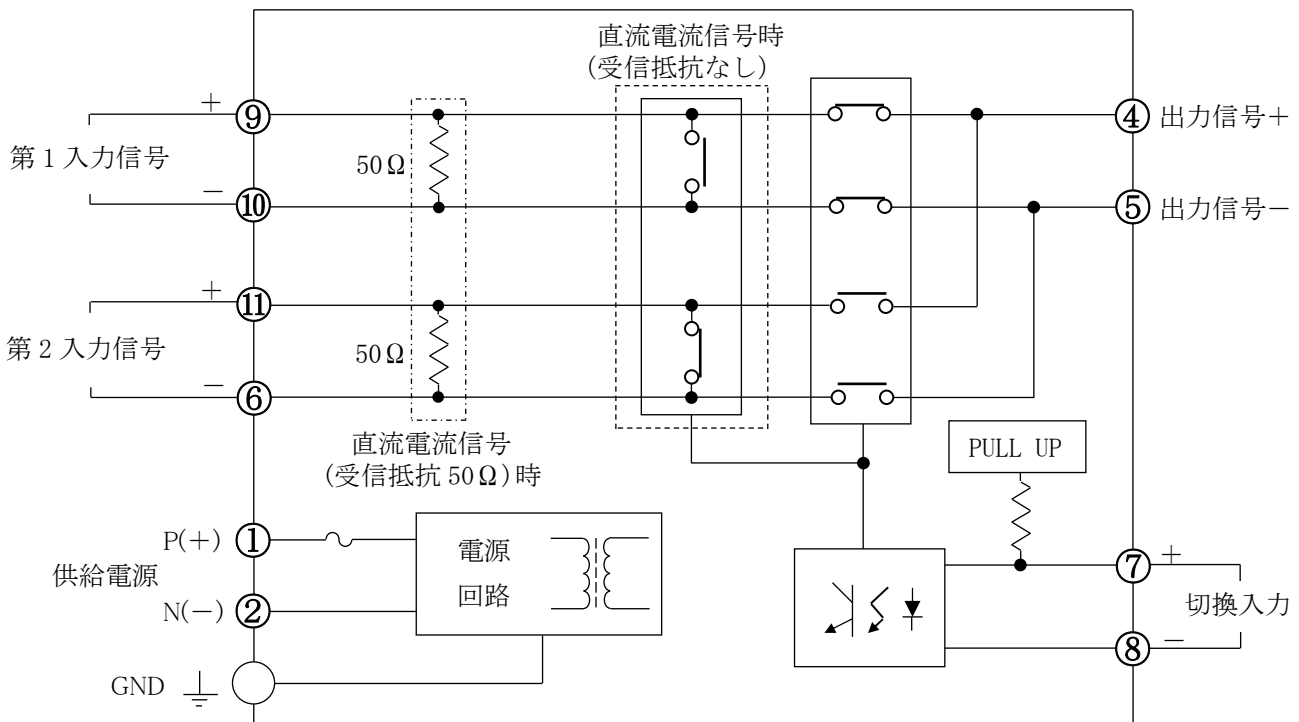 直流電流信号時
(受信抵抗なし)
+
⑨
50Ω
④
出力信号+
第1入力信号
−
⑩
⑤
出力信号−
+
⑪
50Ω
第2入力信号
−
⑥
直流電流信号
(受信抵抗50Ω)時
PULL UP
P(+)
①
電源
回路
⑦
+
供給電源
切換入力
N(−)
②
⑧
−
GND